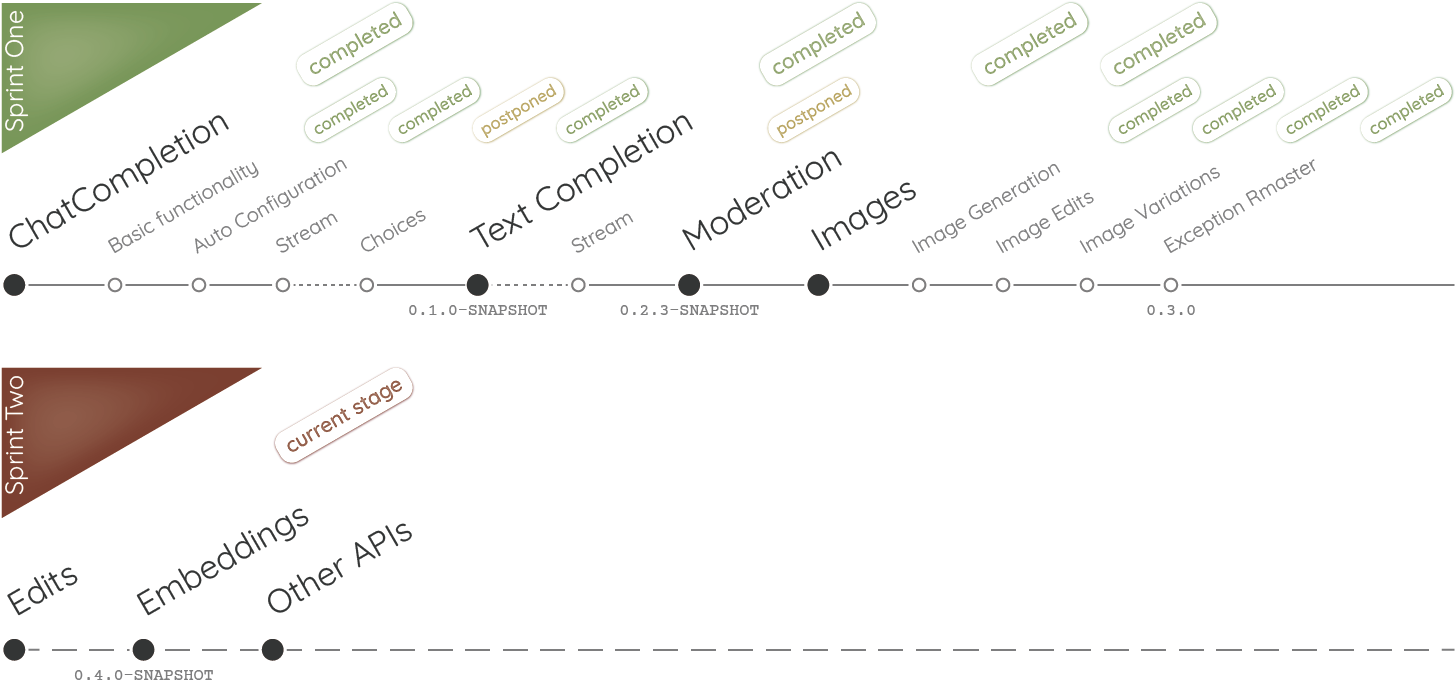 Sprint One
completed
completed
completed
completed
completed
completed
postponed
completed
postponed
completed
completed
completed
completed
ChatCompletion
Basic functionality
Auto Configuration
Stream
Choices
Text Completion
Stream
Moderation
Images
Image Generation
Image Edits
Image Variations
Exception Rmaster
0.1.0-SNAPSHOT
0.2.3-SNAPSHOT
0.3.0
Sprint Two
current stage
Edits
Embeddings
Other APIs
0.4.0-SNAPSHOT